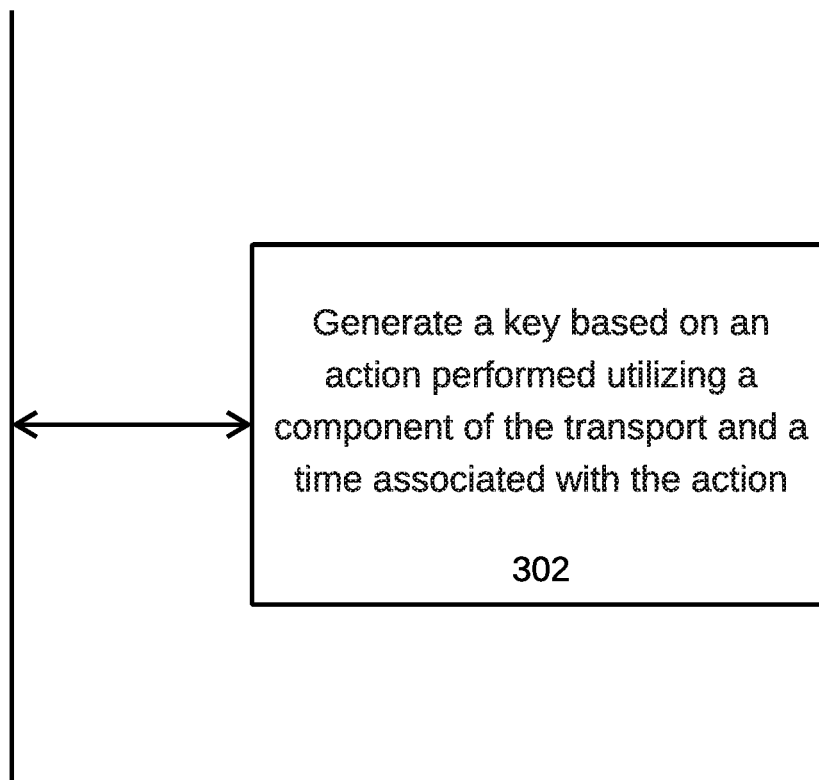 Generate a key based on an
action performed utilizing a
component of the transport and a
time associated with the action
302